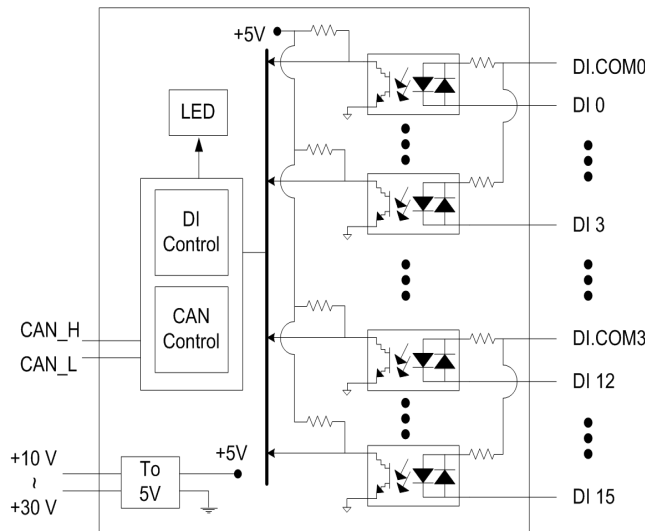 +5V
DI.COM0
LED
DI 0
DI
Control
DI 3
CAN
Control
CAN_H
CAN_L
DI.COM3
DI 12
+5V
+10 V
~
+30 V
To
5V
DI 15